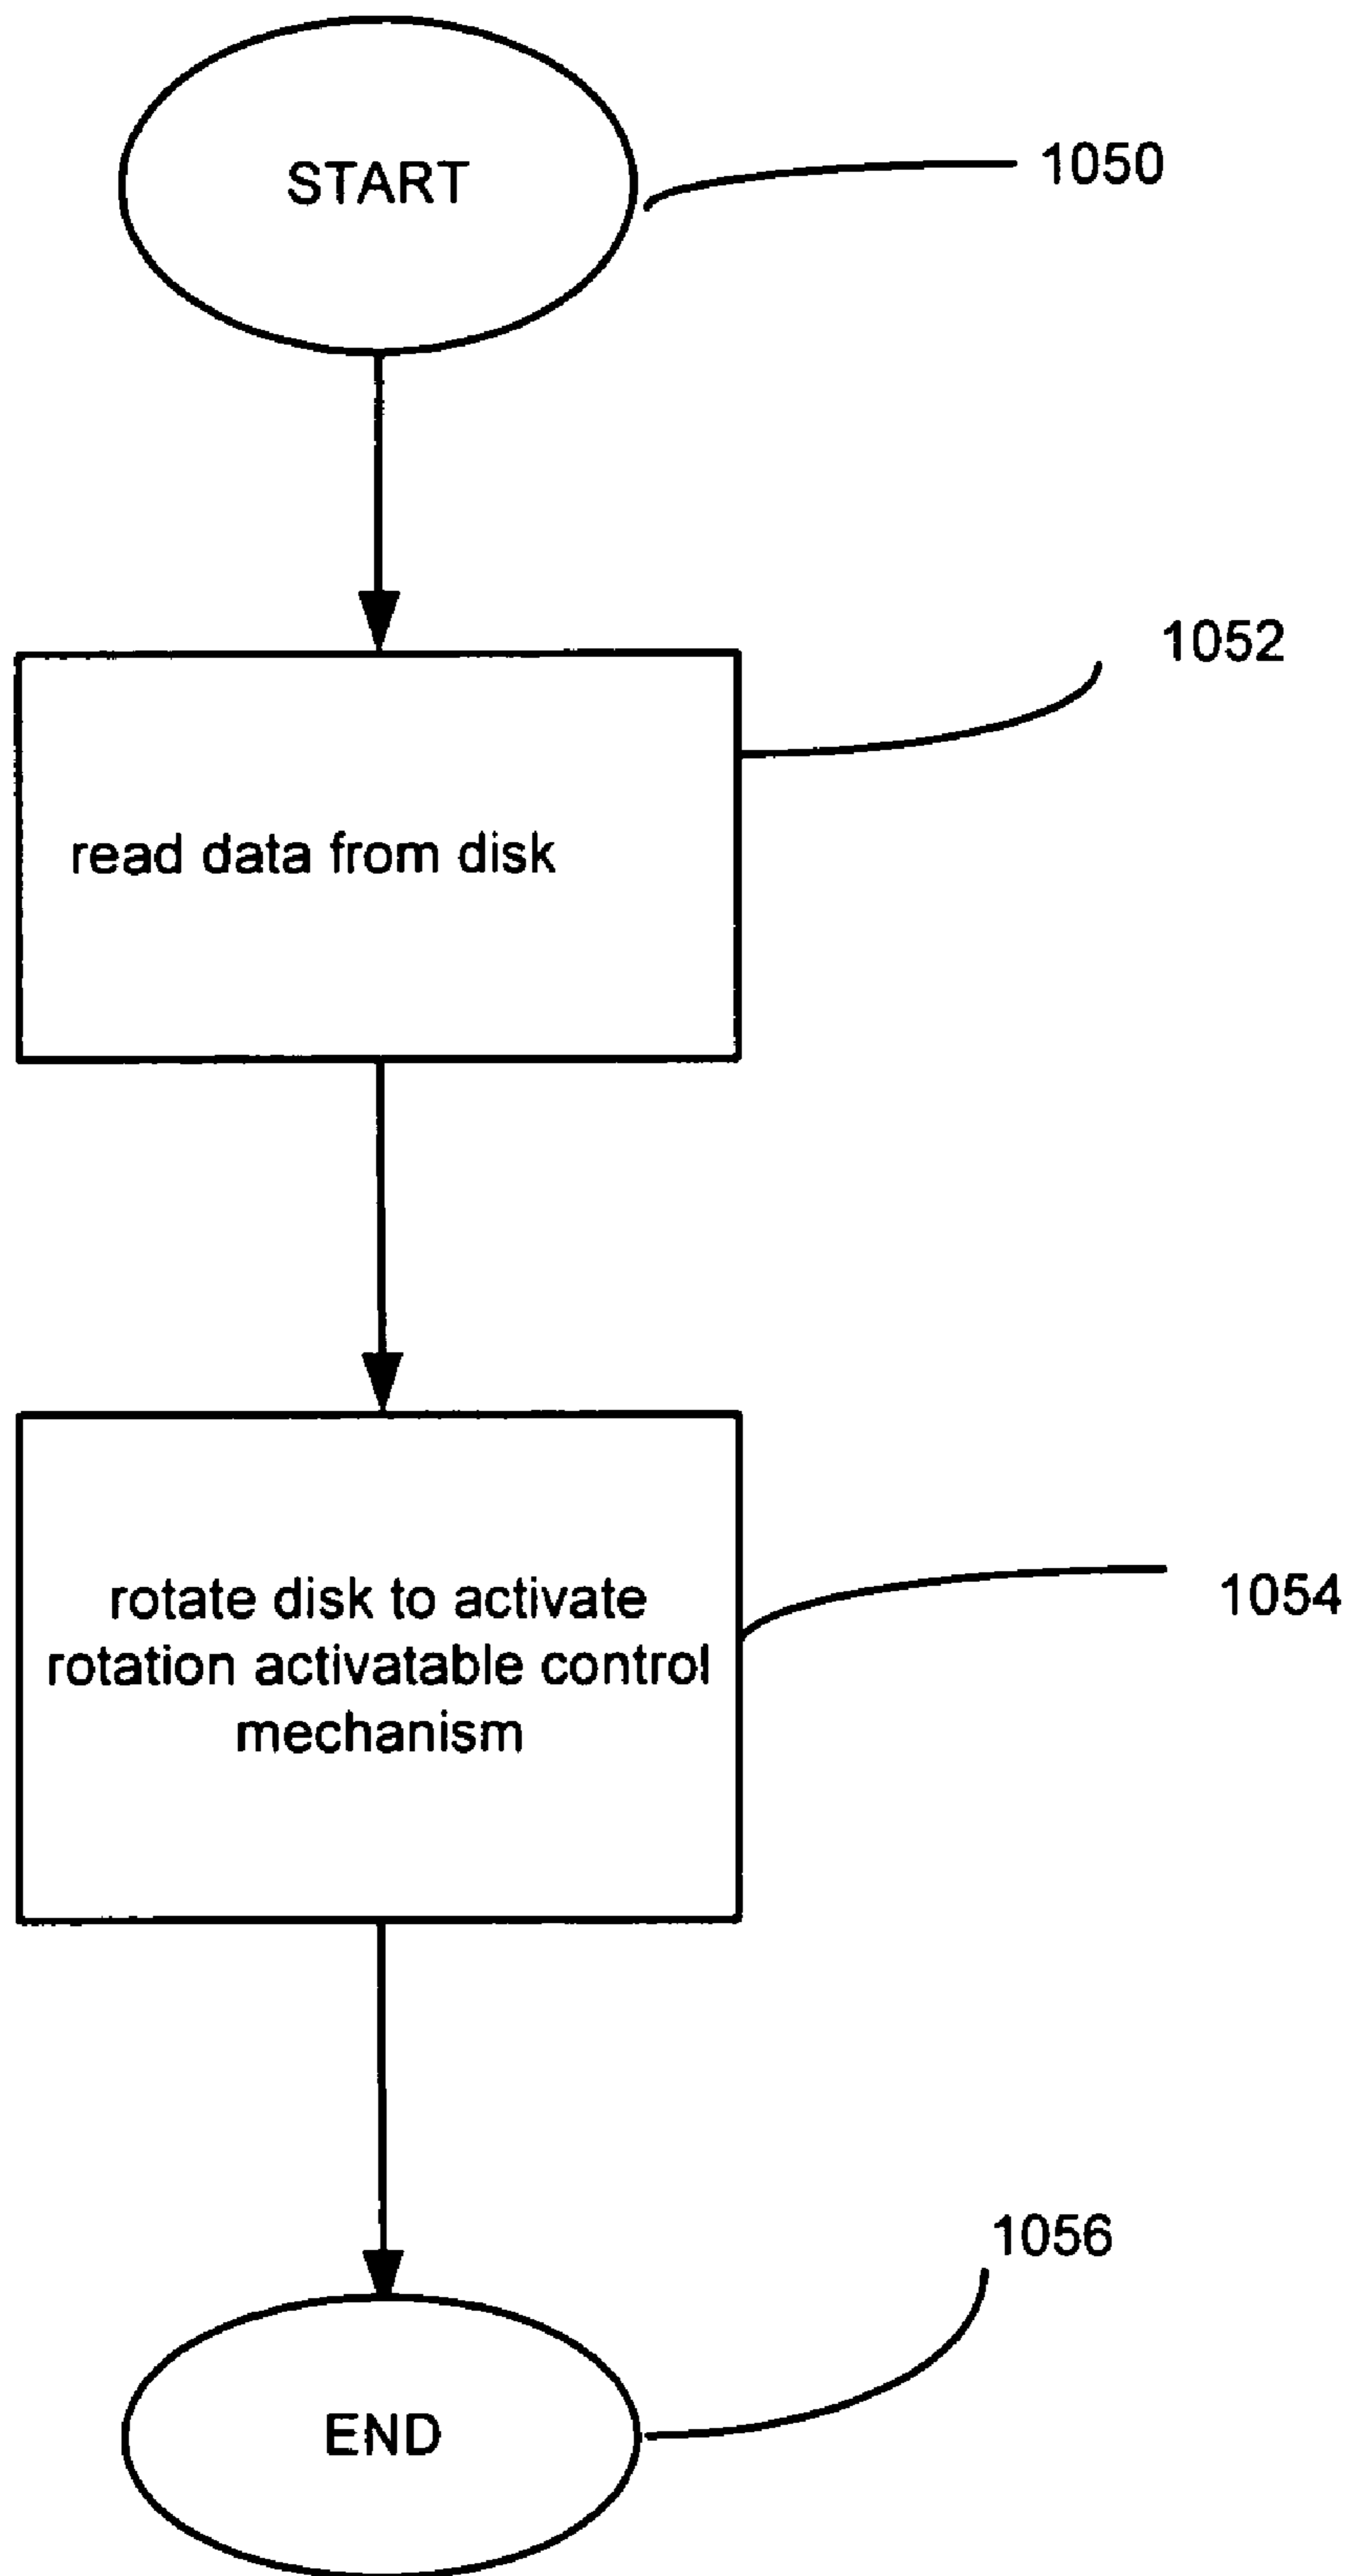 START
1050
1052
read data from disk
rotate disk to activate
rotation activatable control
mechanism
1054
1056
END